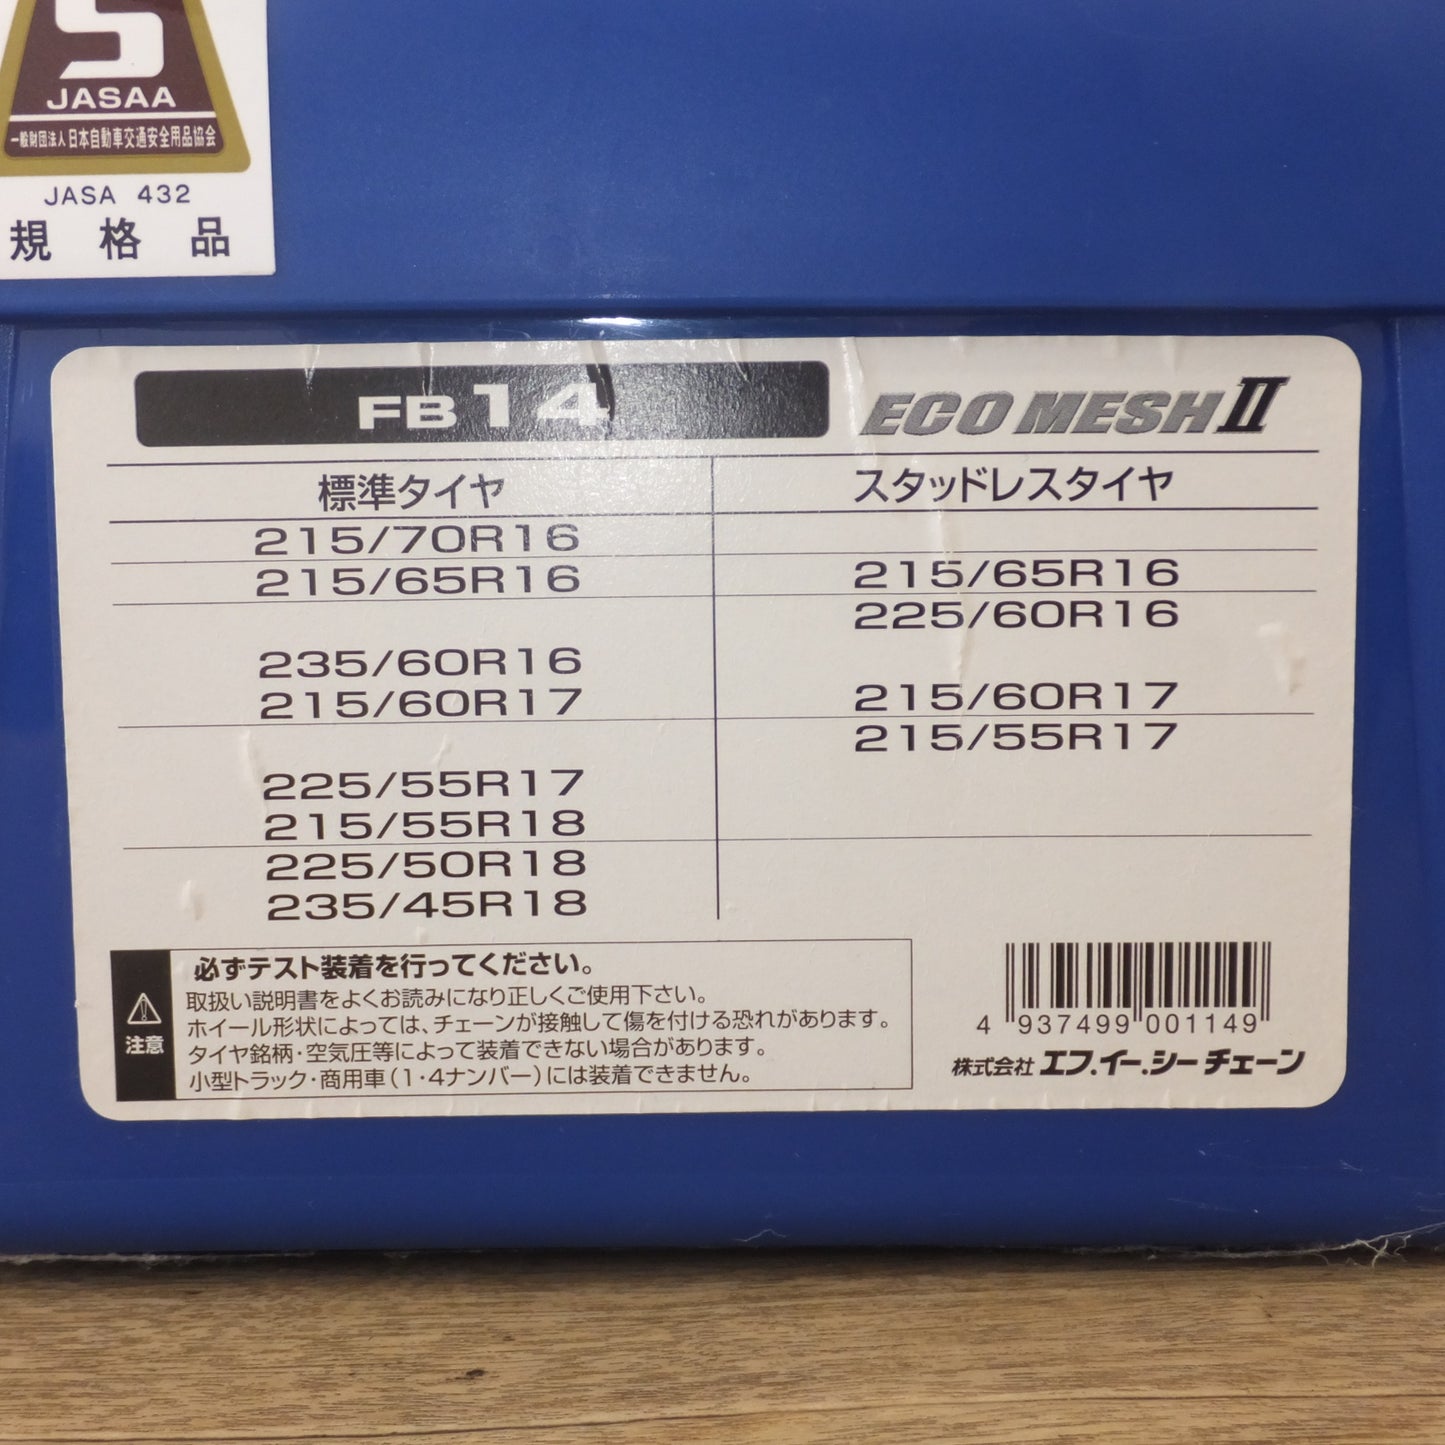 S
JASAA
一般財団法人日本自動車交通安全用品協会
JASA 432
規格品
FB 14
ECO MESH II
標準タイヤ スタッドレスタイヤ
215/70R16
215/65R16 215/65R16
225/60R16
235/60R16
215/60R17 215/60R17
215/55R17
225/55R17
215/55R18
225/50R18
235/45R18
注意
必ずテスト装着を行ってください。
取扱い説明書をよくお読みになり正しくご使用下さい。
ホイール形状によっては、チェーンが接触して傷を付ける恐れがあります。
タイヤ銘柄・空気圧等によって装着できない場合があります。
小型トラック・商用車(1・4ナンバー)には装着できません。
4 937499 001149
株式会社 エフ.イー.シーチェーン